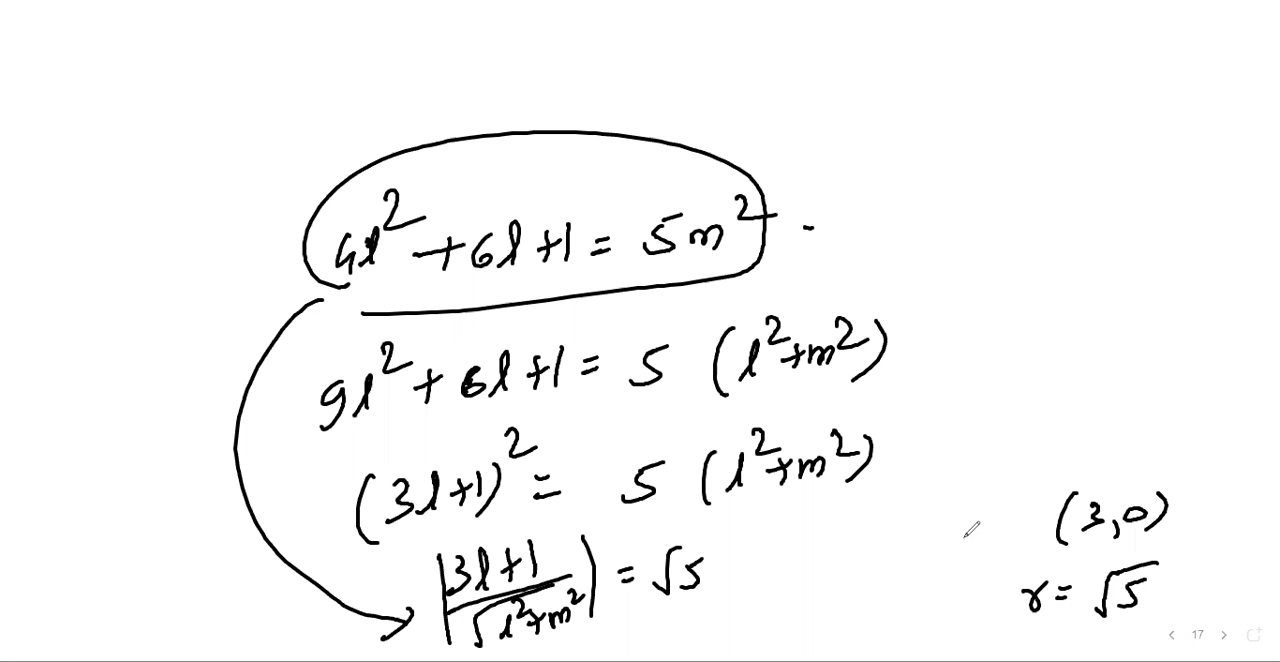 4l² + 6l + 1 = 5m² .
9l² + 6l + 1 = 5 (l² + m²)
(3l + 1)² = 5 (l² + m²)
|3l + 1 / √l² + m²| = √5
(3,0)
r = √5
17